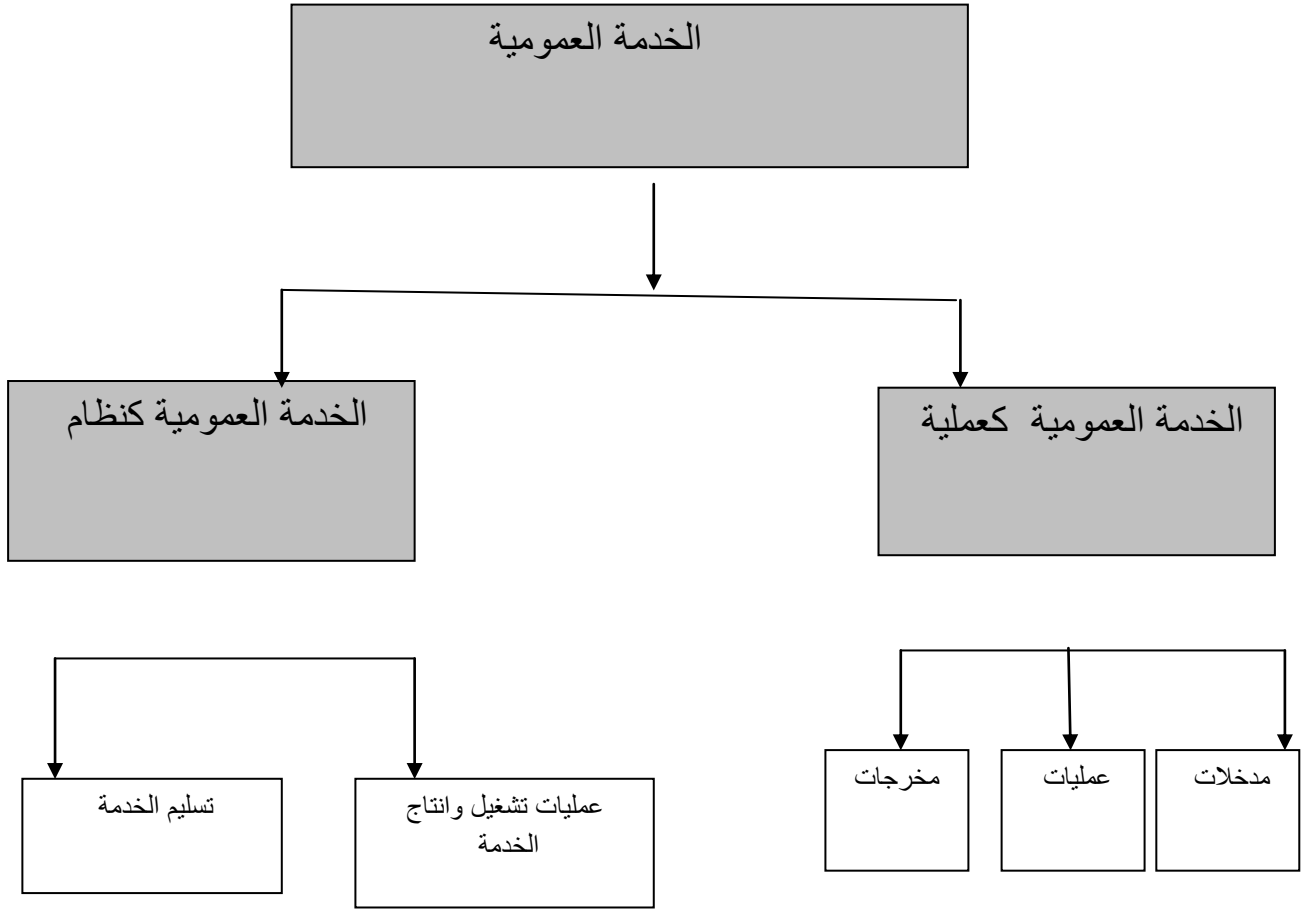 الخدمة العمومية
الخدمة العمومية كعملية
الخدمة العمومية كنظام
مدخلات
عمليات
مخرجات
عمليات تشغيل وانتاج
الخدمة
تسليم الخدمة